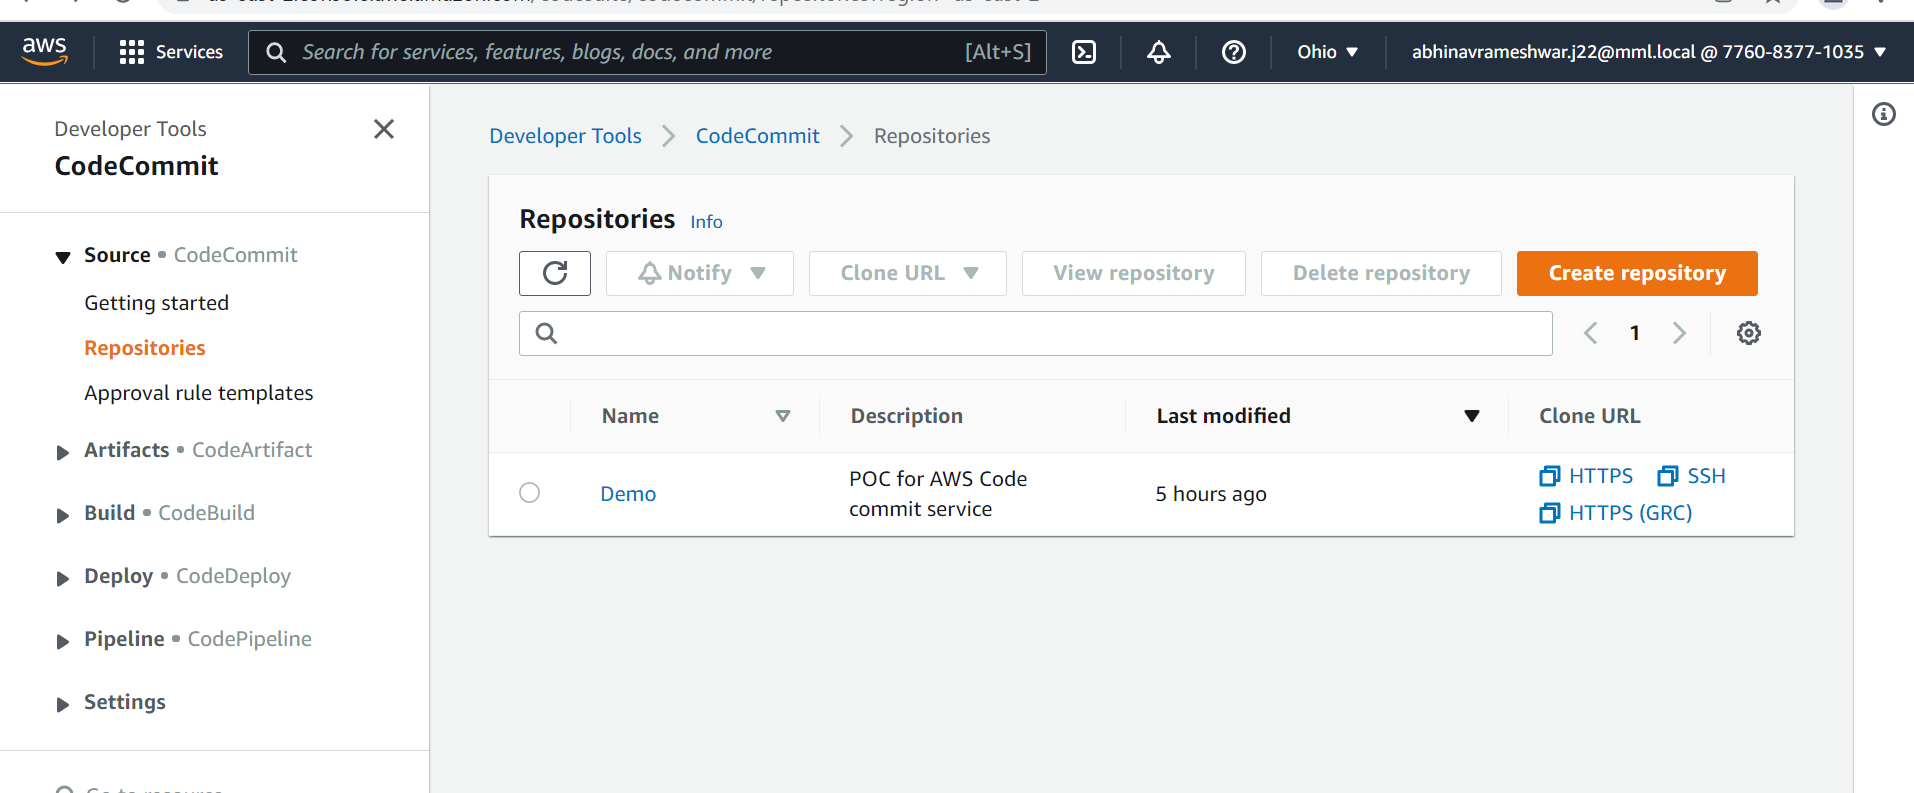 aws
Services
Search for services, features, blogs, docs, and more [Alt+S]
Ohio
abhinavrameshwar.j22@mml.local @ 7760-8377-1035
Developer Tools
CodeCommit
Source • CodeCommit
Getting started
Repositories
Approval rule templates
Artifacts • CodeArtifact
Build • CodeBuild
Deploy • CodeDeploy
Pipeline • CodePipeline
Settings
Developer Tools
CodeCommit
Repositories
Repositories Info
Notify
Clone URL
View repository
Delete repository
Create repository
1
Name
Description
Last modified
Clone URL
Demo
POC for AWS Code
commit service
5 hours ago
HTTPS
SSH
HTTPS (GRC)